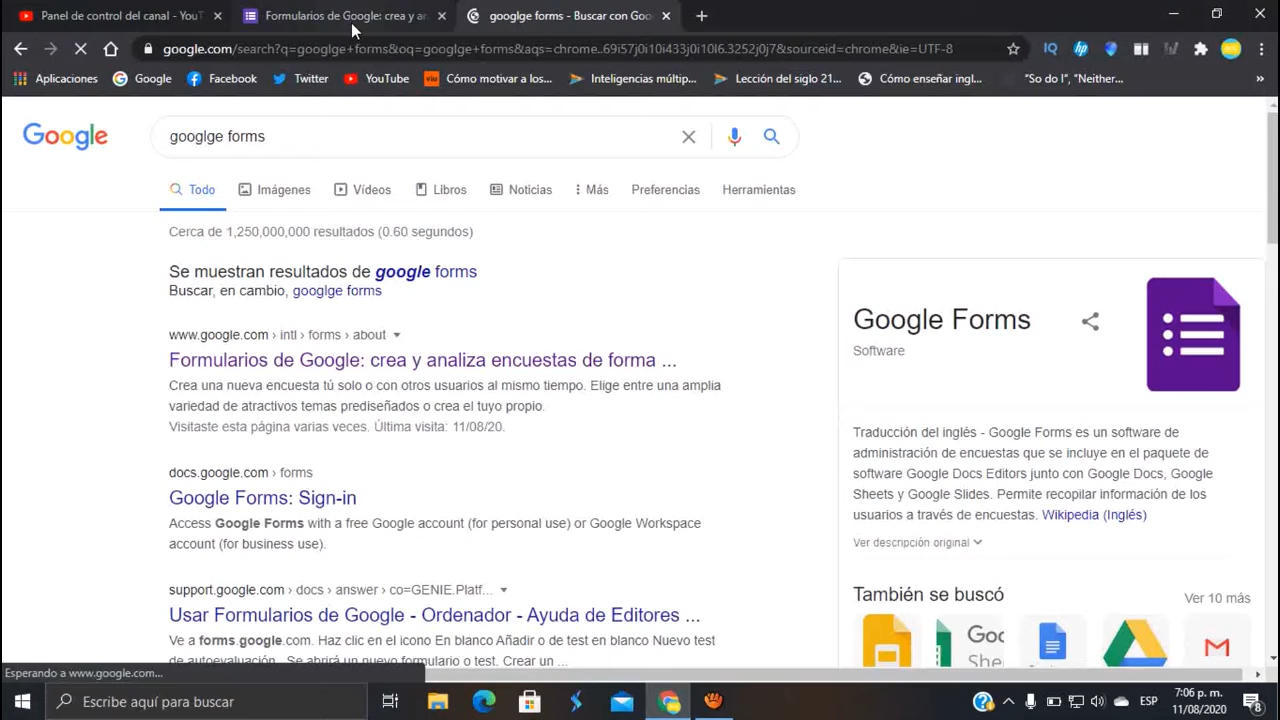 Panel de control del canal - YouT
Formularios de Google: crea y an
googlge forms - Buscar con Goo
google.com/search?q=googlge+forms&oq=googlge+forms&aqs=chrome..69i57j0i10i433j0i10l6.3252j0j7&sourceid=chrome&ie=UTF-8
Aplicaciones Google Facebook Twitter YouTube Cómo motivar a los... Inteligencias múltip... Lección del siglo 21... Cómo enseñar ingl... "So do I", "Neither... »
Google
googlge forms
Todo Imágenes Vídeos Libros Noticias Más Preferencias Herramientas
Cerca de 1,250,000,000 resultados (0.60 segundos)
Se muestran resultados de google forms
Buscar, en cambio, googlge forms
www.google.com › intl › forms › about
Formularios de Google: crea y analiza encuestas de forma ...
Crea una nueva encuesta tú solo o con otros usuarios al mismo tiempo. Elige entre una amplia
variedad de atractivos temas prediseñados o crea el tuyo propio.
Visitaste esta página varias veces. Última visita: 11/08/20.
docs.google.com › forms
Google Forms: Sign-in
Access Google Forms with a free Google account (for personal use) or Google Workspace
account (for business use).
support.google.com › docs › answer › co=GENIE.Platf...
Usar Formularios de Google - Ordenador - Ayuda de Editores ...
Ve a forms.google.com. Haz clic en el icono En blanco Añadir o de test en blanco Nuevo test
de autoevaluación . Se abrirá un nuevo formulario o test. Crear un ...
Google Forms
Software
Traducción del inglés - Google Forms es un software de
administración de encuestas que se incluye en el paquete de
software Google Docs Editors junto con Google Docs, Google
Sheets y Google Slides. Permite recopilar información de los
usuarios a través de encuestas. Wikipedia (Inglés)
Ver descripción original
También se buscó
Ver 10 más
Goo
She
Esperando a www.google.com...
Escribe aquí para buscar
ESP
7:06 p. m.
11/08/2020
8